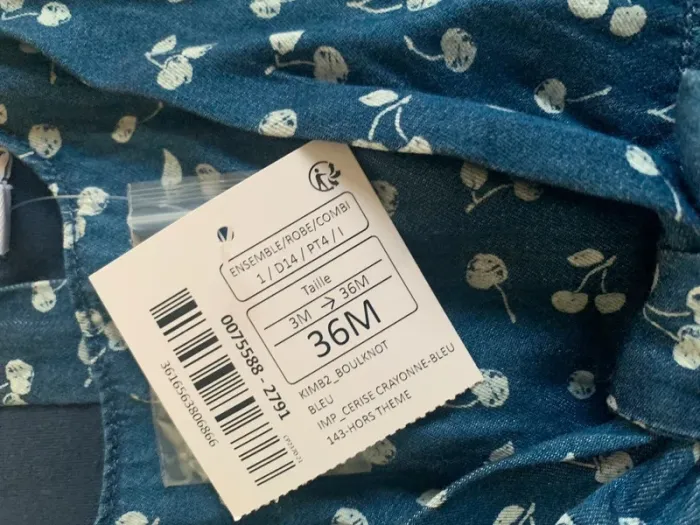 ENSEMBLE/ROBE/COMBI
1 / D14 / PT4 / I
Taille
3M → 36M
36M
KIMB2_BOULKNOT
BLEU
IMP_CERISE CRAYONNE-BLEU
143-HORS THEME
0075588 - 2791
3616563806866